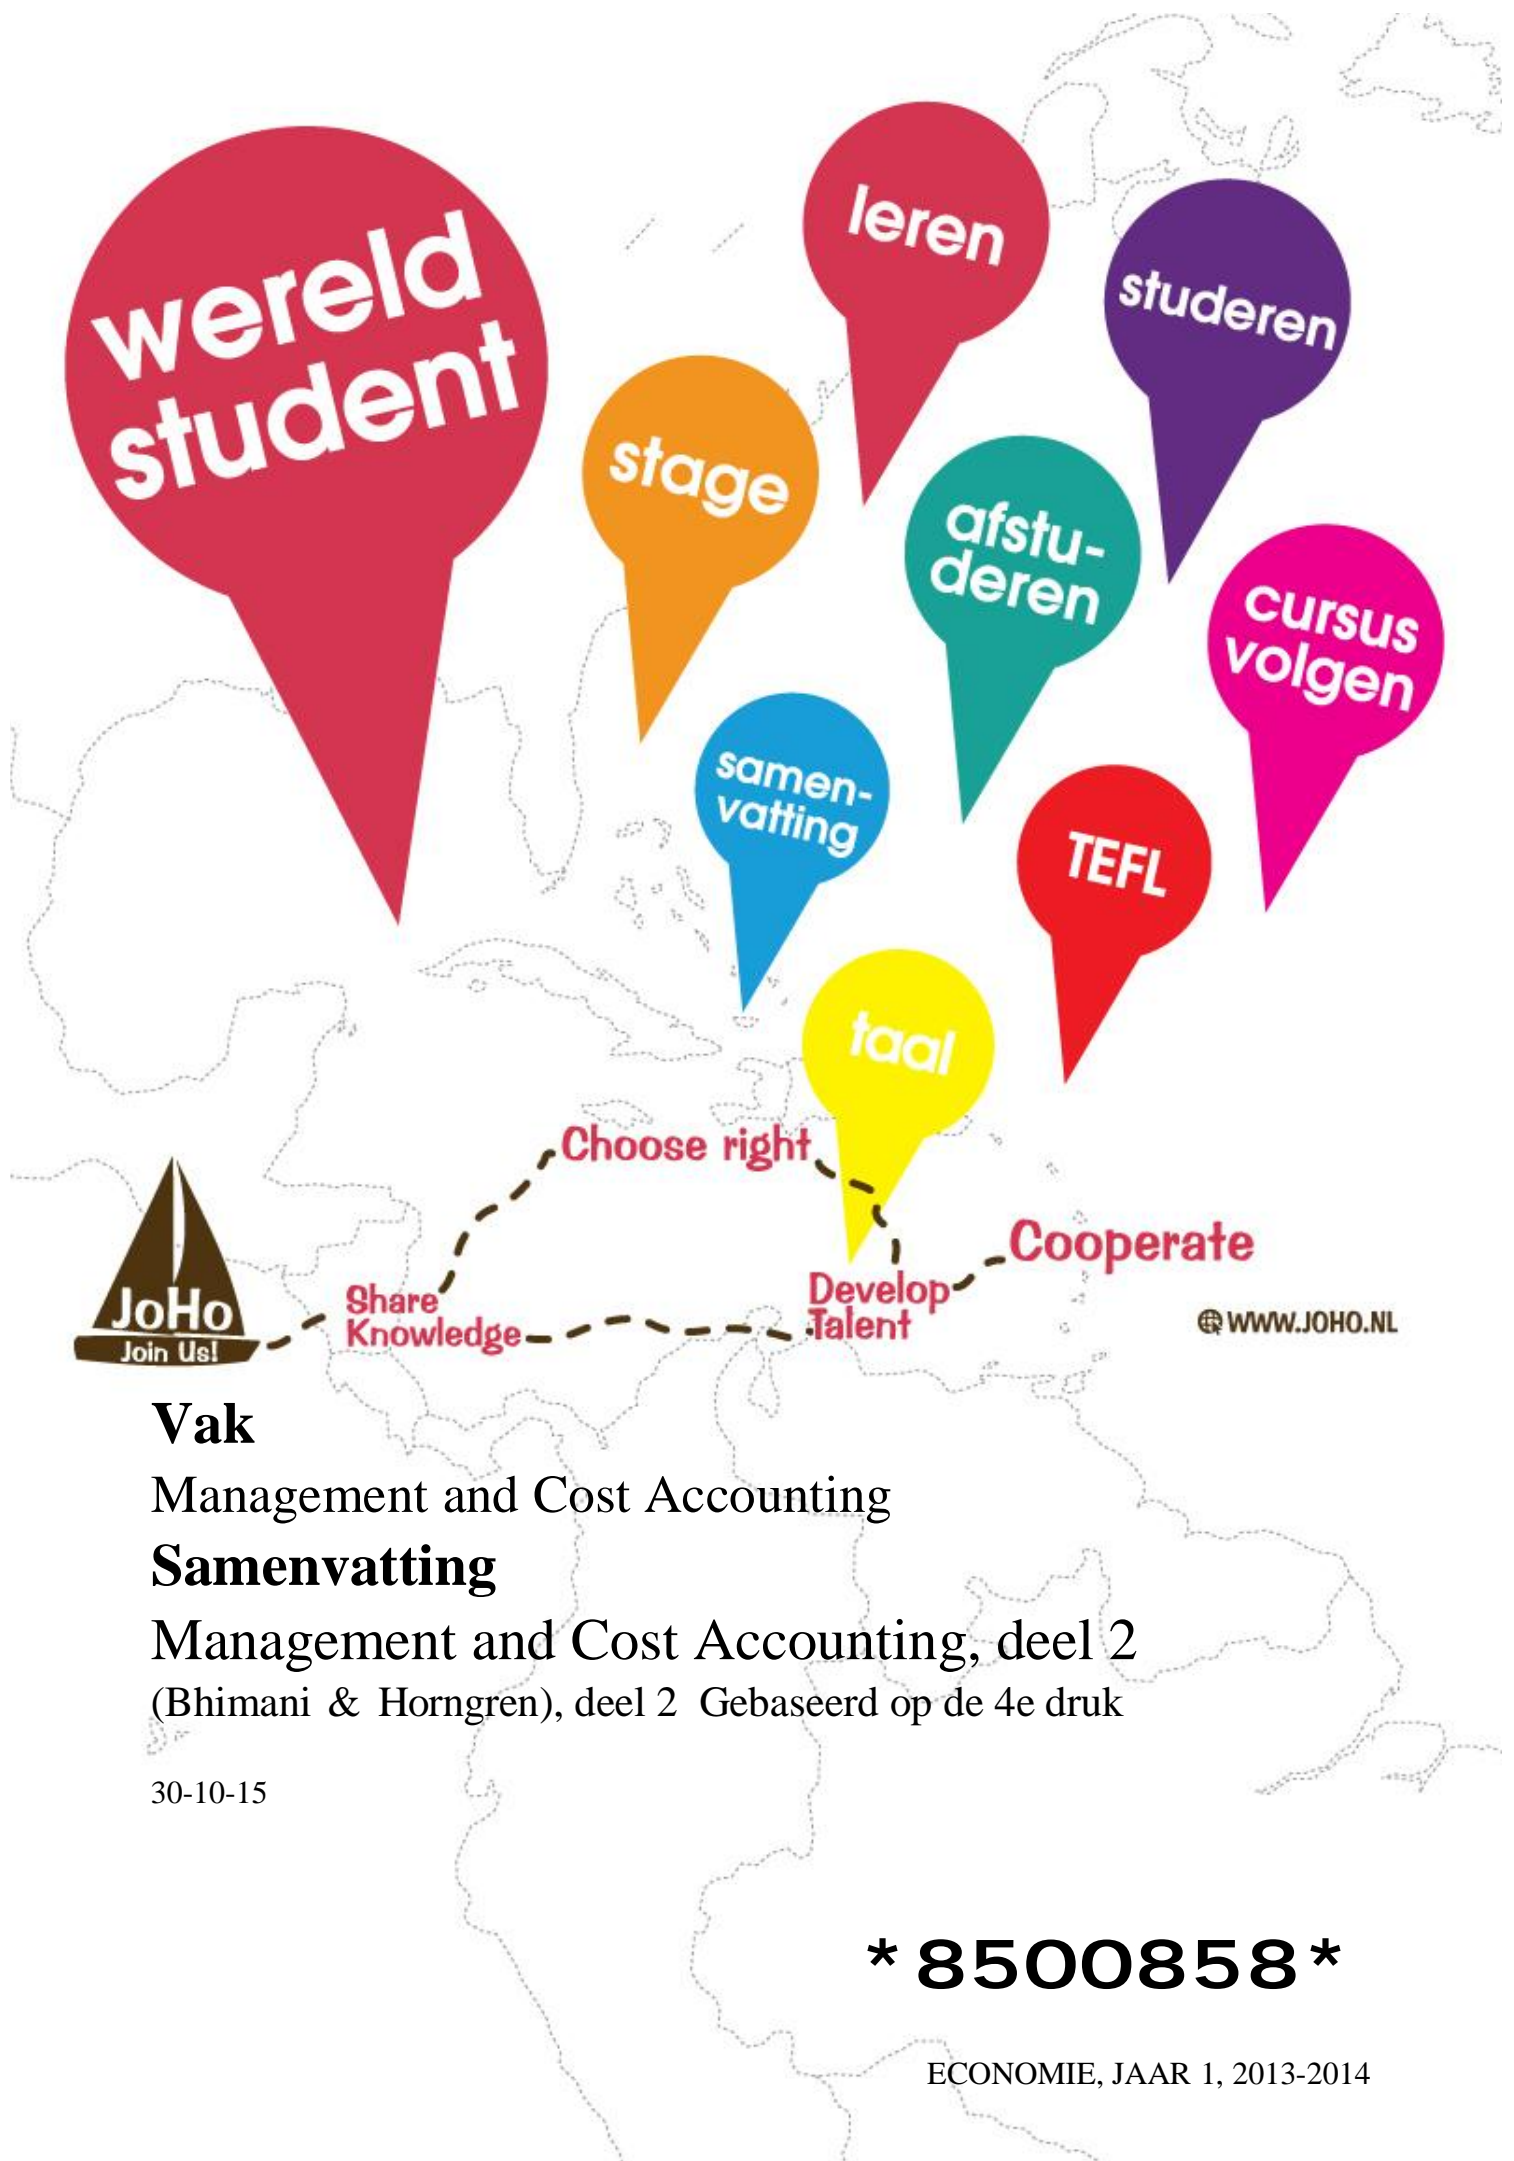 wereld
student
leren
studeren
stage
afstu-
deren
cursus
volgen
samen-
vatting
TEFL
taal
Choose right
Cooperate
Share
Knowledge
Develop
Talent
JoHo
Join Us!
WWW.JOHO.NL
Vak
Management and Cost Accounting
Samenvatting
Management and Cost Accounting, deel 2
(Bhimani & Horngren), deel 2 Gebaseerd op de 4e druk
30-10-15
*8500858*
ECONOMIE, JAAR 1, 2013-2014